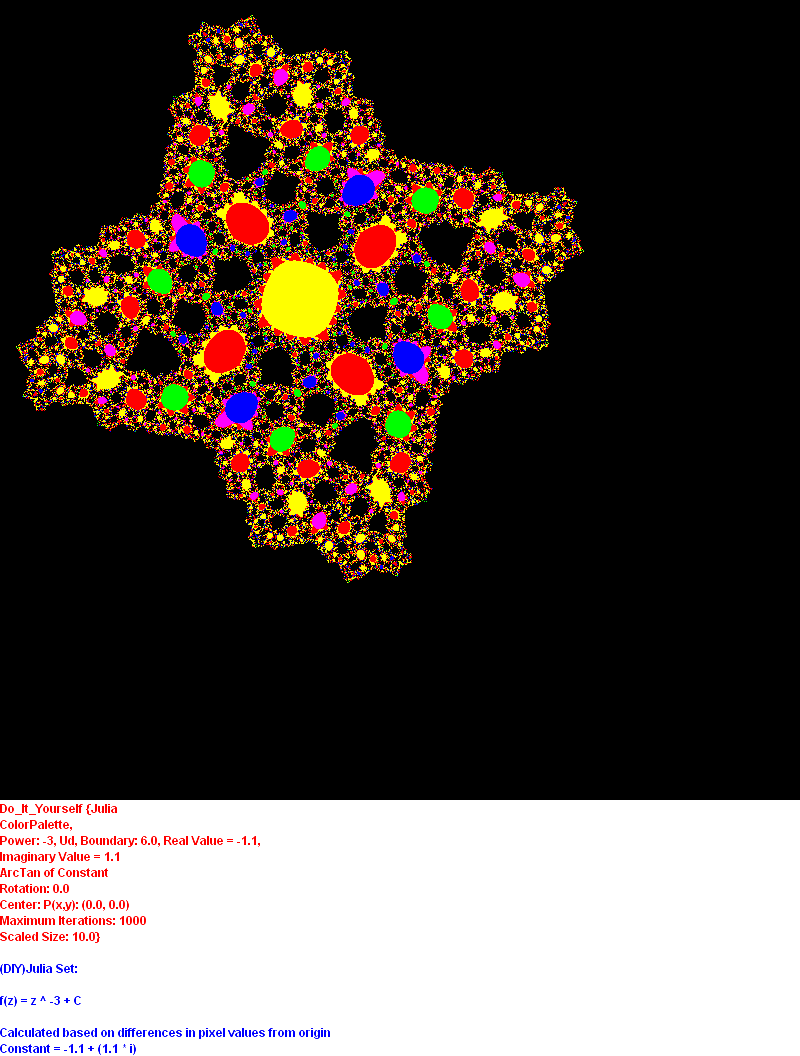 Do_It_Yourself {Julia
ColorPalette,
Power: -3, Ud, Boundary: 6.0, Real Value = -1.1,
Imaginary Value = 1.1
ArcTan of Constant
Rotation: 0.0
Center: P(x,y): (0.0, 0.0)
Maximum Iterations: 1000
Scaled Size: 10.0}
(DIY)Julia Set:
f(z) = z ^ -3 + C
Calculated based on differences in pixel values from origin
Constant = -1.1 + (1.1 * i)